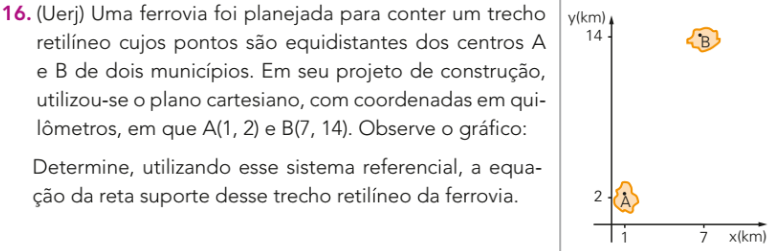 16. (Uerj) Uma ferrovia foi planejada para conter um trecho
retilíneo cujos pontos são equidistantes dos centros A
e B de dois municípios. Em seu projeto de construção,
utilizou-se o plano cartesiano, com coordenadas em qui-
lômetros, em que A(1, 2) e B(7, 14). Observe o gráfico:
Determine, utilizando esse sistema referencial, a equa-
ção da reta suporte desse trecho retilíneo da ferrovia.
y(km)
14
B
2
A
1
7
x(km)